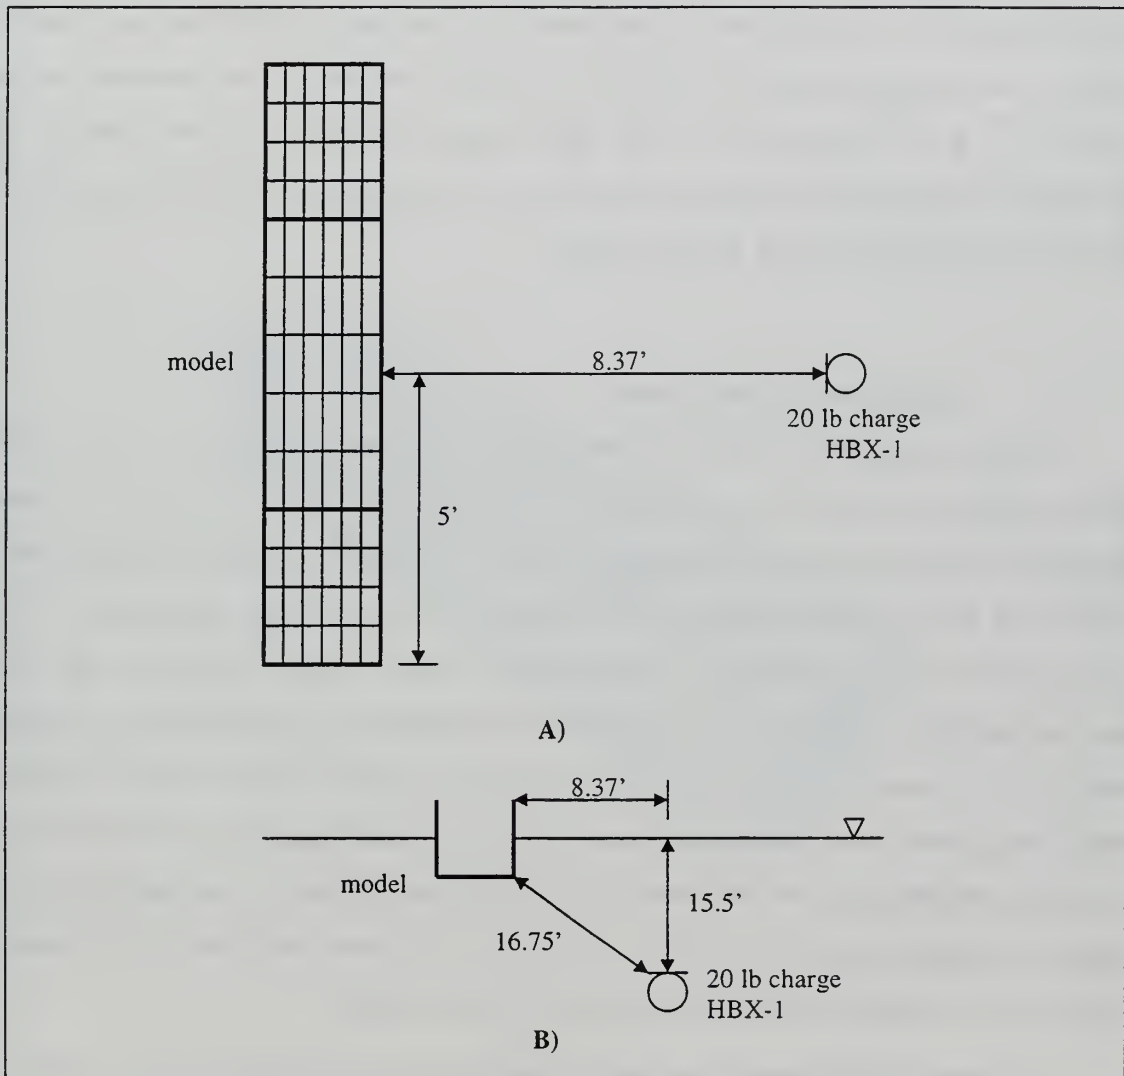 model
8.37’
20 lb charge
HBX-1
5’
A)
8.37’
model
15.5’
16.75’
20 lb charge
HBX-1
B)